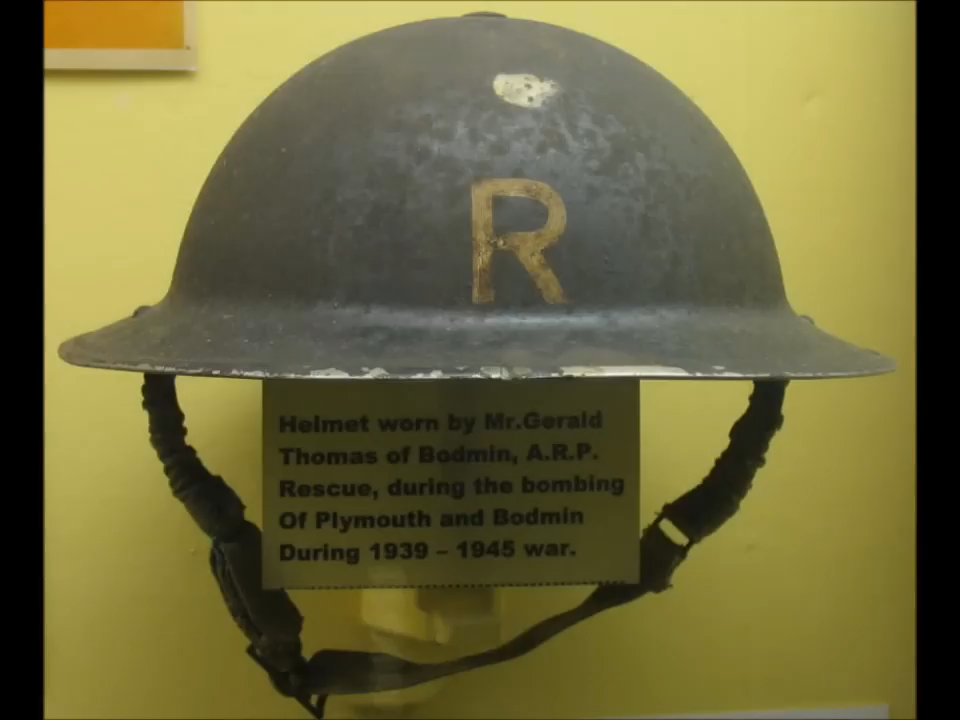 R
Helmet worn by Mr.Gerald
Thomas of Bodmin, A.R.P.
Rescue, during the bombing
Of Plymouth and Bodmin
During 1939 – 1945 war.